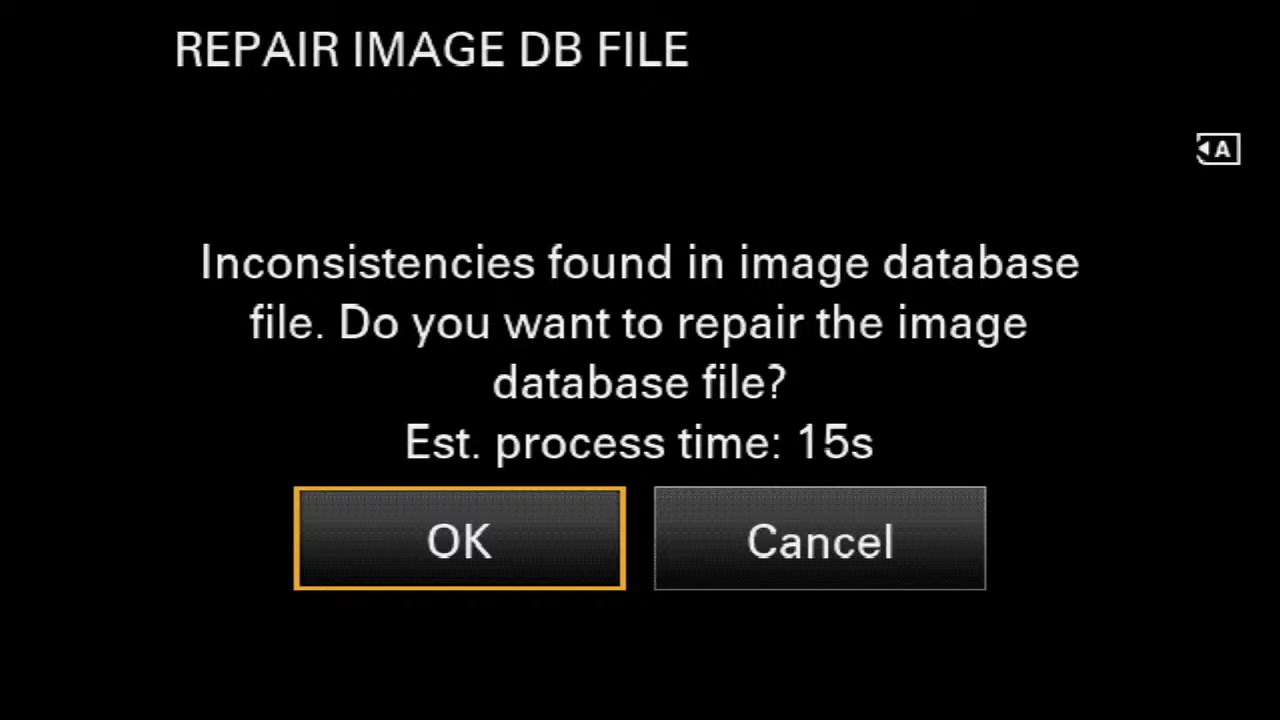 REPAIR IMAGE DB FILE
A
Inconsistencies found in image database
file. Do you want to repair the image
database file?
Est. process time: 15s
OK
Cancel